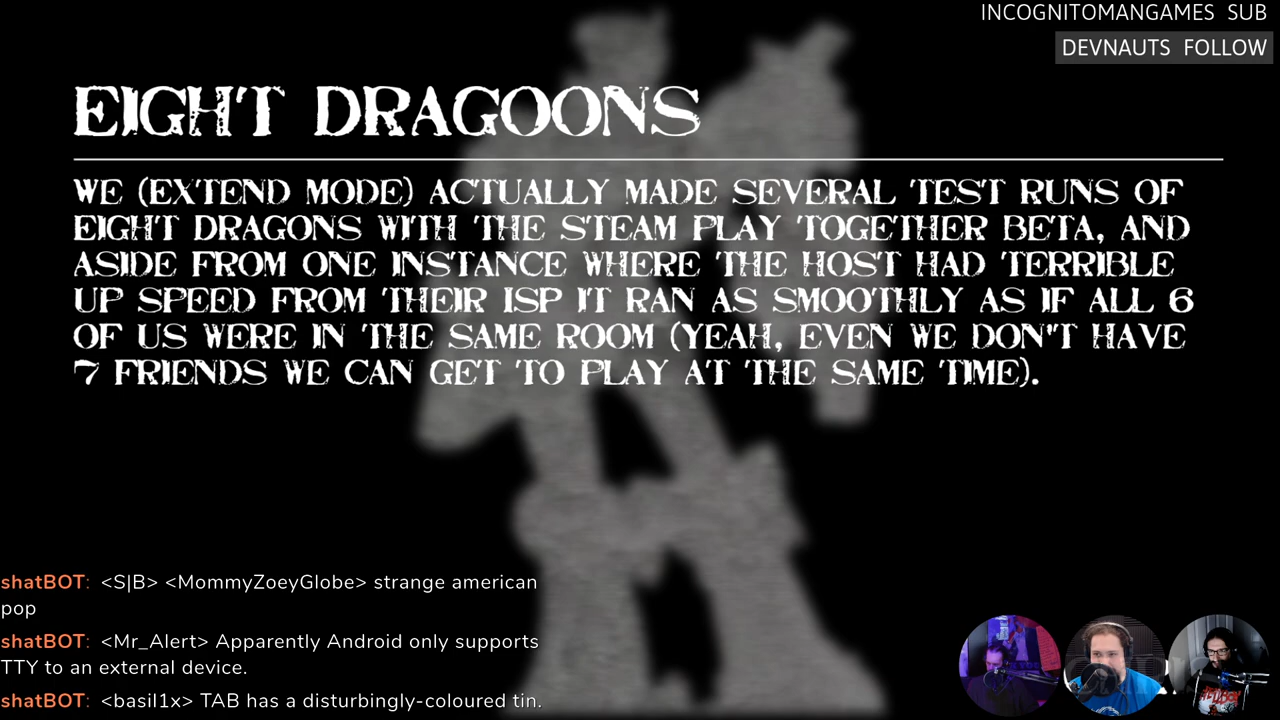 INCOGNITOMANGAMES SUB
DEVNAUTS FOLLOW
EIGHT DRAGOONS
WE (EXTEND MODE) ACTUALLY MADE SEVERAL TEST RUNS OF
EIGHT DRAGONS WITH THE STEAM PLAY TOGETHER BETA, AND
ASIDE FROM ONE INSTANCE WHERE THE HOST HAD TERRIBLE
UP SPEED FROM THEIR ISP IT RAN AS SMOOTHLY AS IF ALL 6
OF US WERE IN THE SAME ROOM (YEAH, EVEN WE DON'T HAVE
7 FRIENDS WE CAN GET TO PLAY AT THE SAME TIME).
shatBOT: <S|B> <MommyZoeyGlobe> strange american
pop
shatBOT: <Mr_Alert> Apparently Android only supports
TTY to an external device.
shatBOT: <basil1x> TAB has a disturbingly-coloured tin.